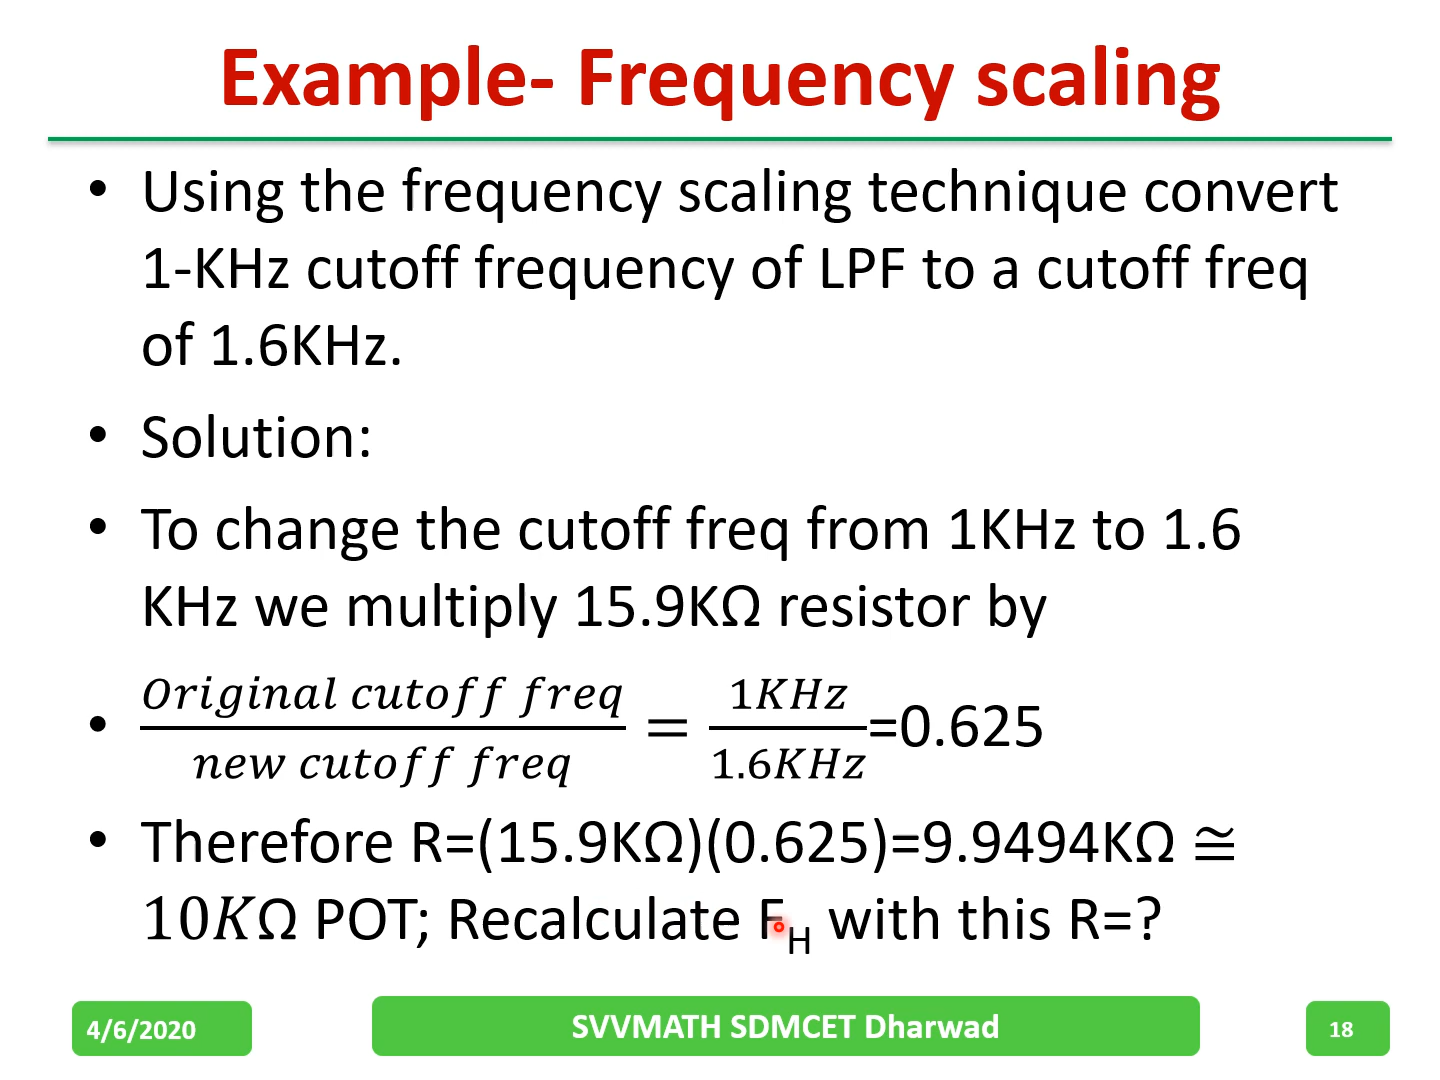 Example- Frequency scaling
• Using the frequency scaling technique convert
1-KHz cutoff frequency of LPF to a cutoff freq
of 1.6KHz.
• Solution:
• To change the cutoff freq from 1KHz to 1.6
KHz we multiply 15.9KΩ resistor by
• Original cutoff freq / new cutoff freq = 1KHz / 1.6KHz =0.625
• Therefore R=(15.9KΩ)(0.625)=9.9494KΩ ≅
10KΩ POT; Recalculate FH with this R=?
4/6/2020 SVVMATH SDMCET Dharwad 18